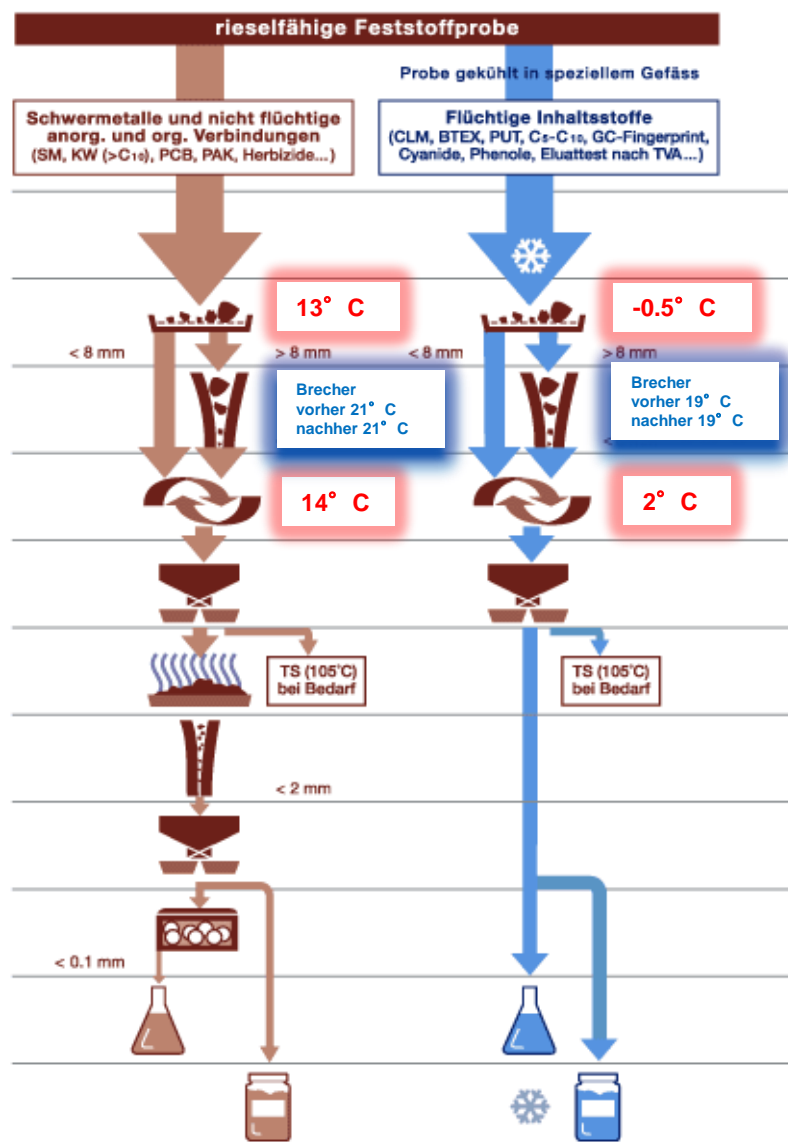 rieselfähige Feststoffprobe
Probe gekühlt in speziellem Gefäss
Schwermetalle und nicht flüchtige
anorg. und org. Verbindungen
(SM, KW (>C₁₀), PCB, PAK, Herbizide...)
Flüchtige Inhaltsstoffe
(CLM, BTEX, PUT, C₅-C₁₀, GC-Fingerprint,
Cyanide, Phenole, Eluattest nach TVA...)
13° C
-0.5° C
< 8 mm
> 8 mm
< 8 mm
> 8 mm
Brecher
vorher 21° C
nachher 21° C
Brecher
vorher 19° C
nachher 19° C
<
14° C
2° C
TS (105°C)
bei Bedarf
TS (105°C)
bei Bedarf
< 2 mm
< 0.1 mm